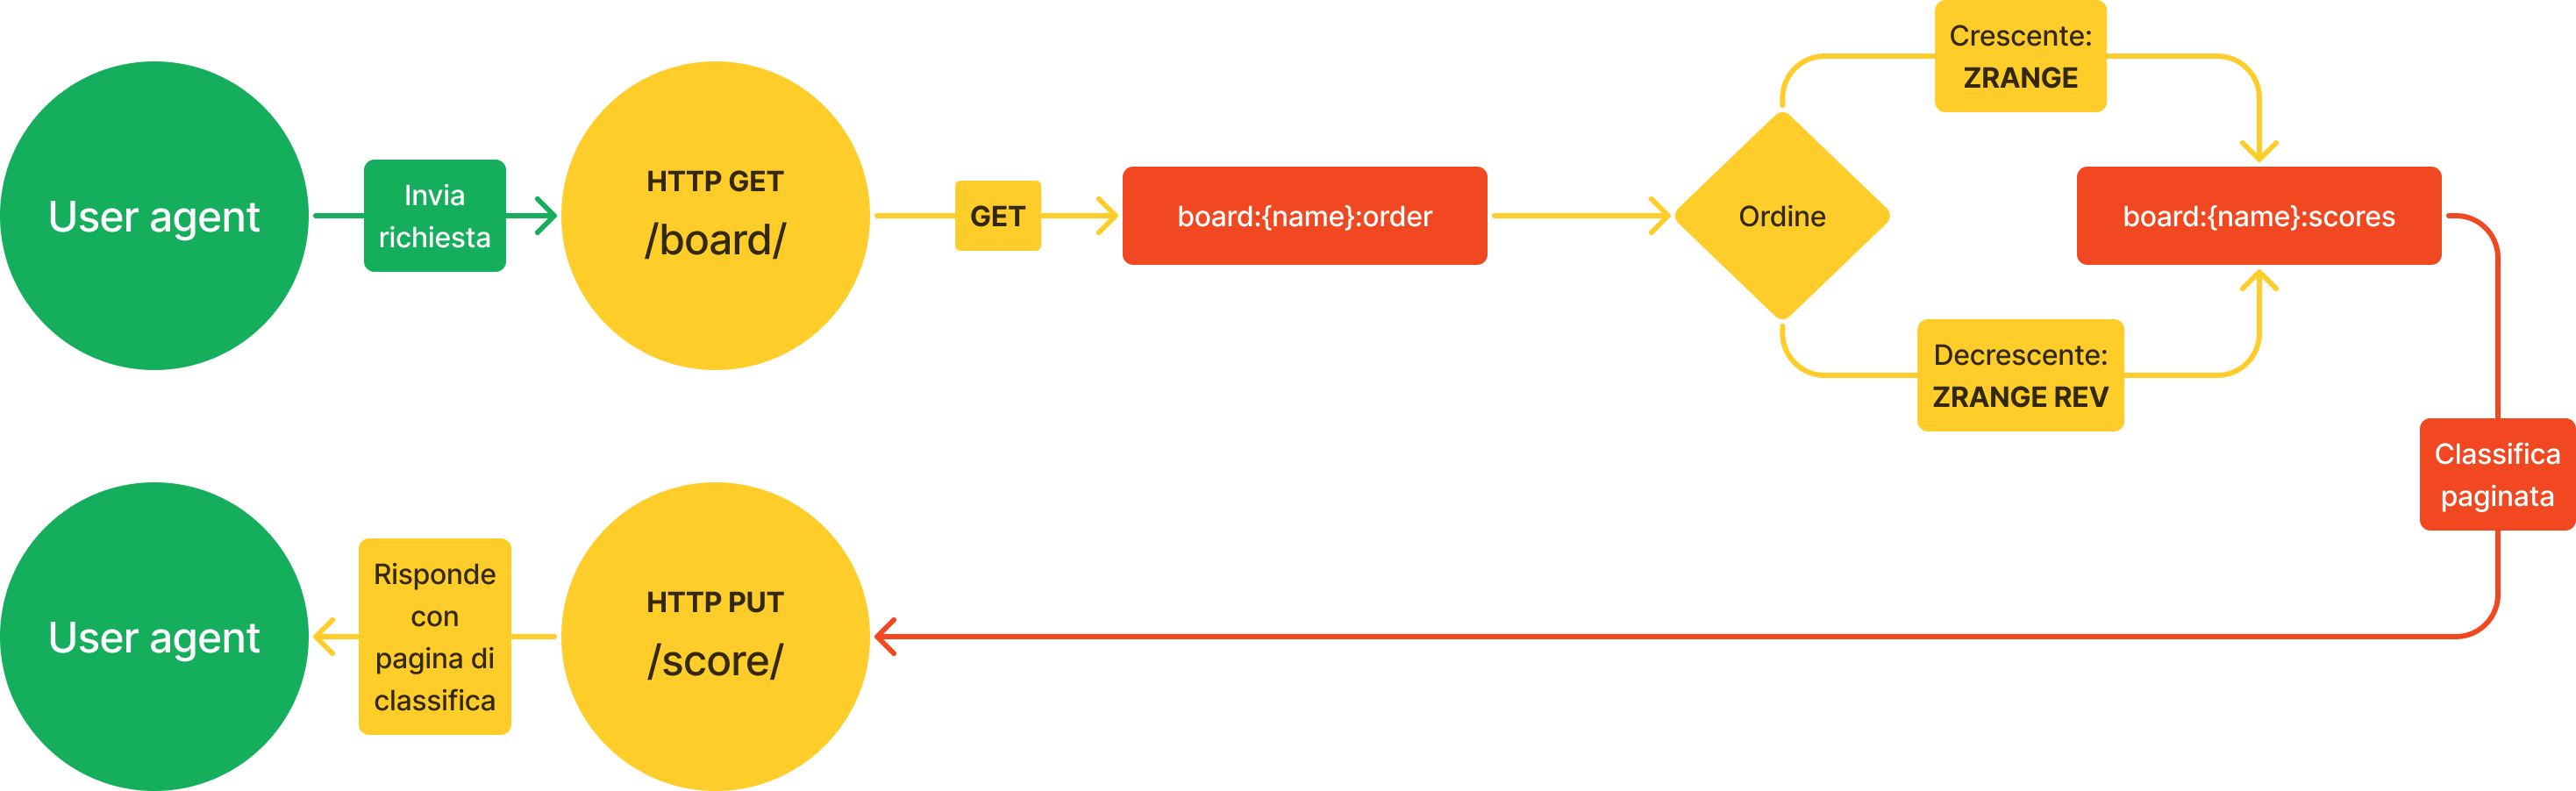 User agent
Invia
richiesta
HTTP GET
/board/
GET
board:{name}:order
Ordine
Crescente:
ZRANGE
Decrescente:
ZRANGE REV
board:{name}:scores
Classifica
paginata
HTTP PUT
/score/
Risponde
con
pagina di
classifica
User agent